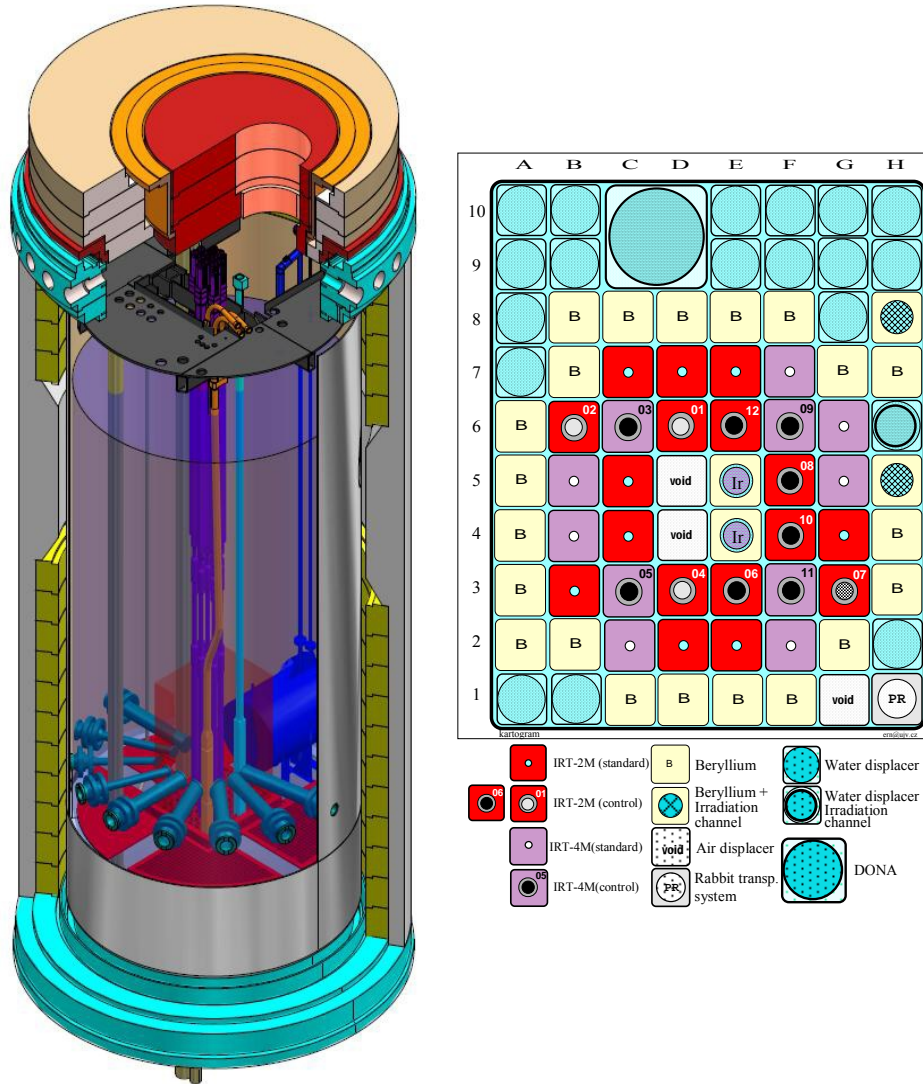 A B C D E F G H
10
9
8 B B B B B
7 B B B
6 B 02 03 01 12 09
5 B void Ir 08
4 B void Ir 10 B
3 B 05 04 06 11 07 B
2 B B B
1 B B B B void PR
kartogram ern@ujv.cz
IRT-2M (standard) B Beryllium Water displacer
06 01 IRT-2M (control) Beryllium + Irradiation channel Water displacer Irradiation channel
IRT-4M(standard) void Air displacer DONA
05 IRT-4M(control) PR Rabbit transp. system